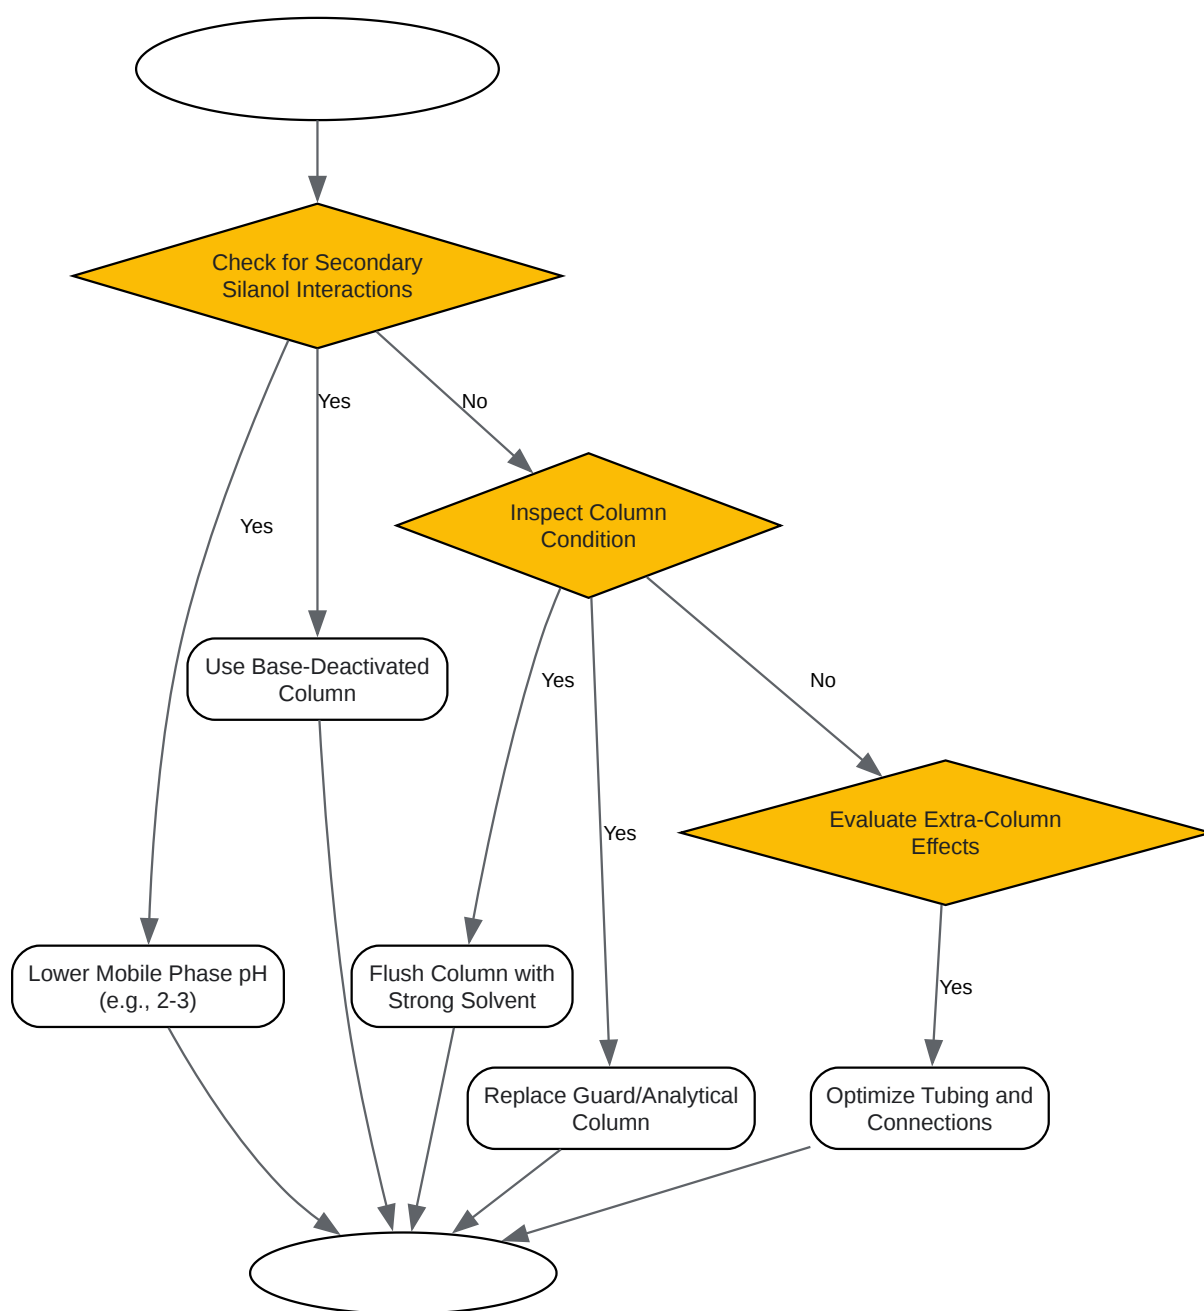 Check for Secondary
Silanol Interactions
Yes
No
Inspect Column
Condition
Yes
Use Base-Deactivated
Column
Yes
No
Yes
Evaluate Extra-Column
Effects
Lower Mobile Phase pH
(e.g., 2-3)
Flush Column with
Strong Solvent
Yes
Replace Guard/Analytical
Column
Optimize Tubing and
Connections